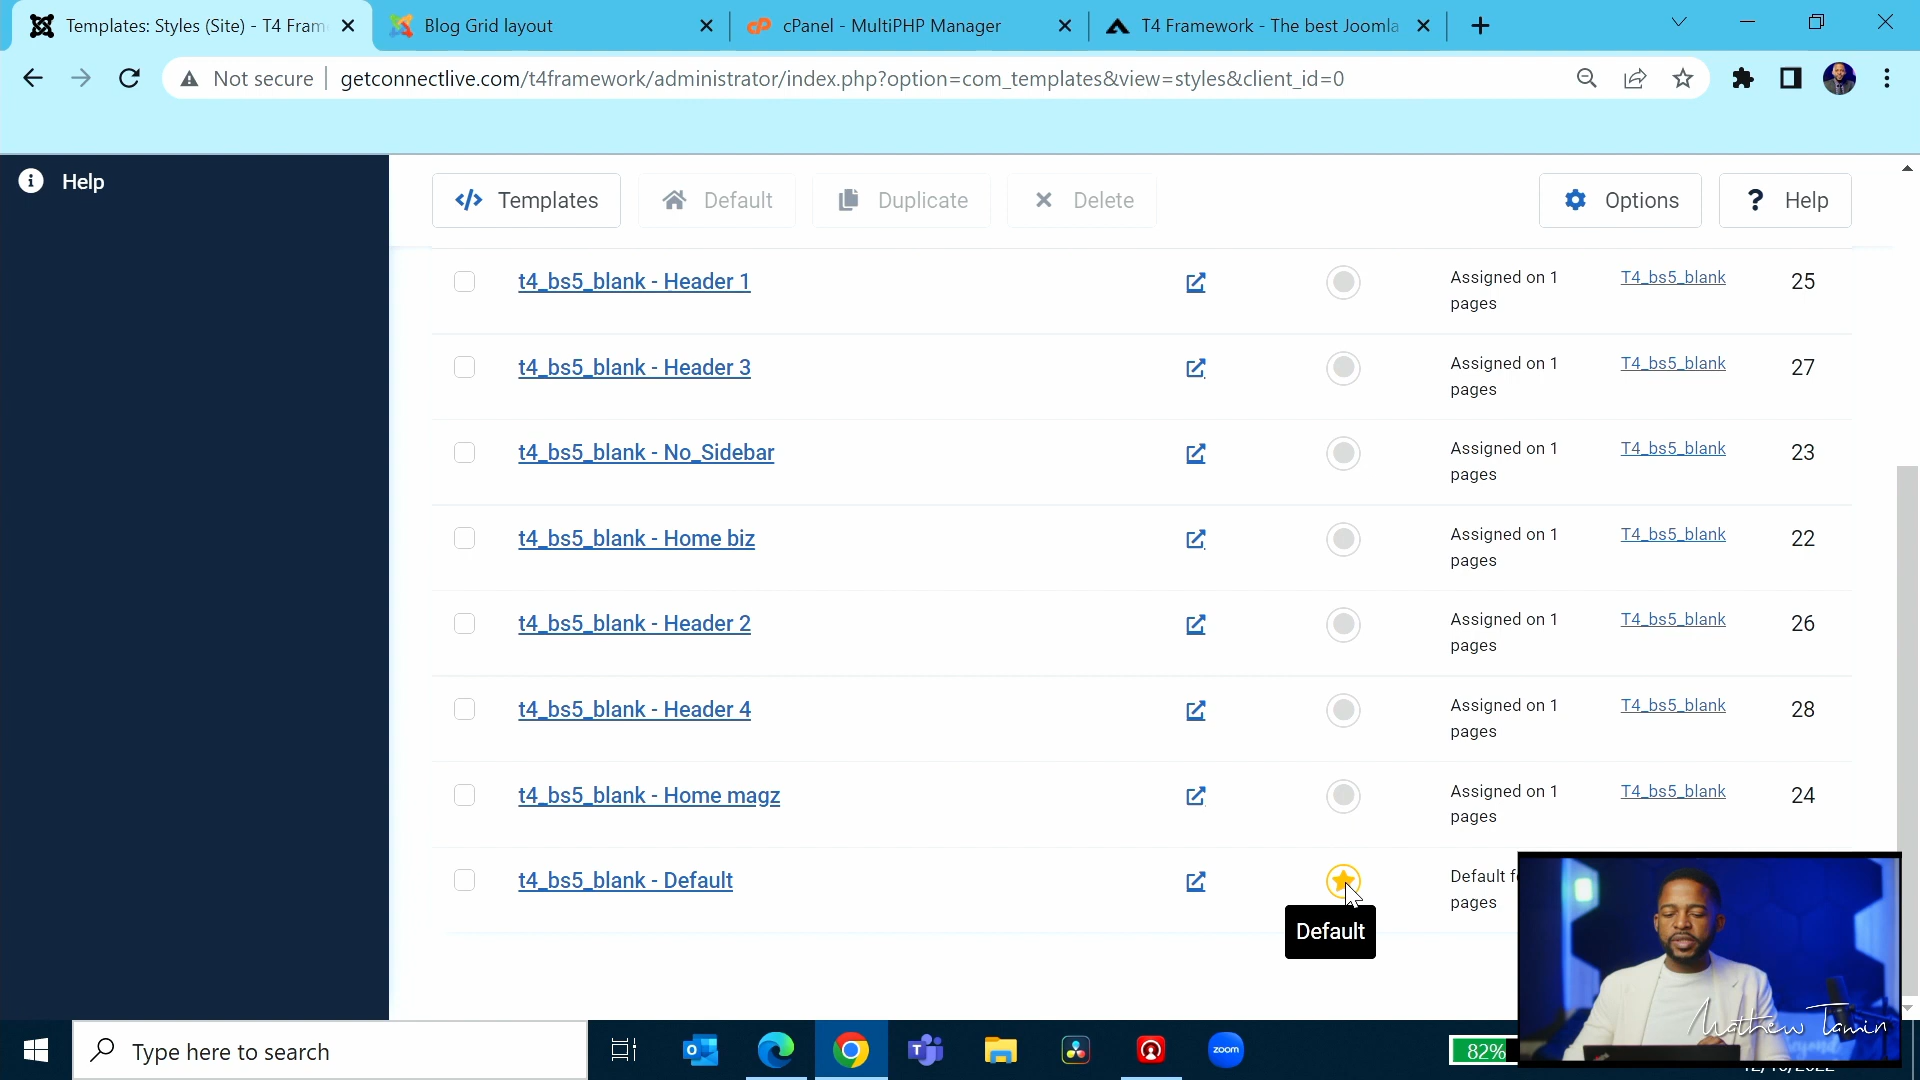 Templates: Styles (Site) - T4 Fram
Blog Grid layout
cPanel - MultiPHP Manager
T4 Framework - The best Joomla
Not secure
getconnectlive.com/t4framework/administrator/index.php?option=com_templates&view=styles&client_id=0
Help
Templates
Default
Duplicate
Delete
Options
? Help
t4_bs5_blank - Header 1
Assigned on 1
pages
T4_bs5_blank
25
t4_bs5_blank - Header 3
Assigned on 1
pages
T4_bs5_blank
27
t4_bs5_blank - No_Sidebar
Assigned on 1
pages
T4_bs5_blank
23
t4_bs5_blank - Home biz
Assigned on 1
pages
T4_bs5_blank
22
t4_bs5_blank - Header 2
Assigned on 1
pages
T4_bs5_blank
26
t4_bs5_blank - Header 4
Assigned on 1
pages
T4_bs5_blank
28
t4_bs5_blank - Home magz
Assigned on 1
pages
T4_bs5_blank
24
t4_bs5_blank - Default
Default
pages
Default
Mathew Tamin
Type here to search
zoom
82%